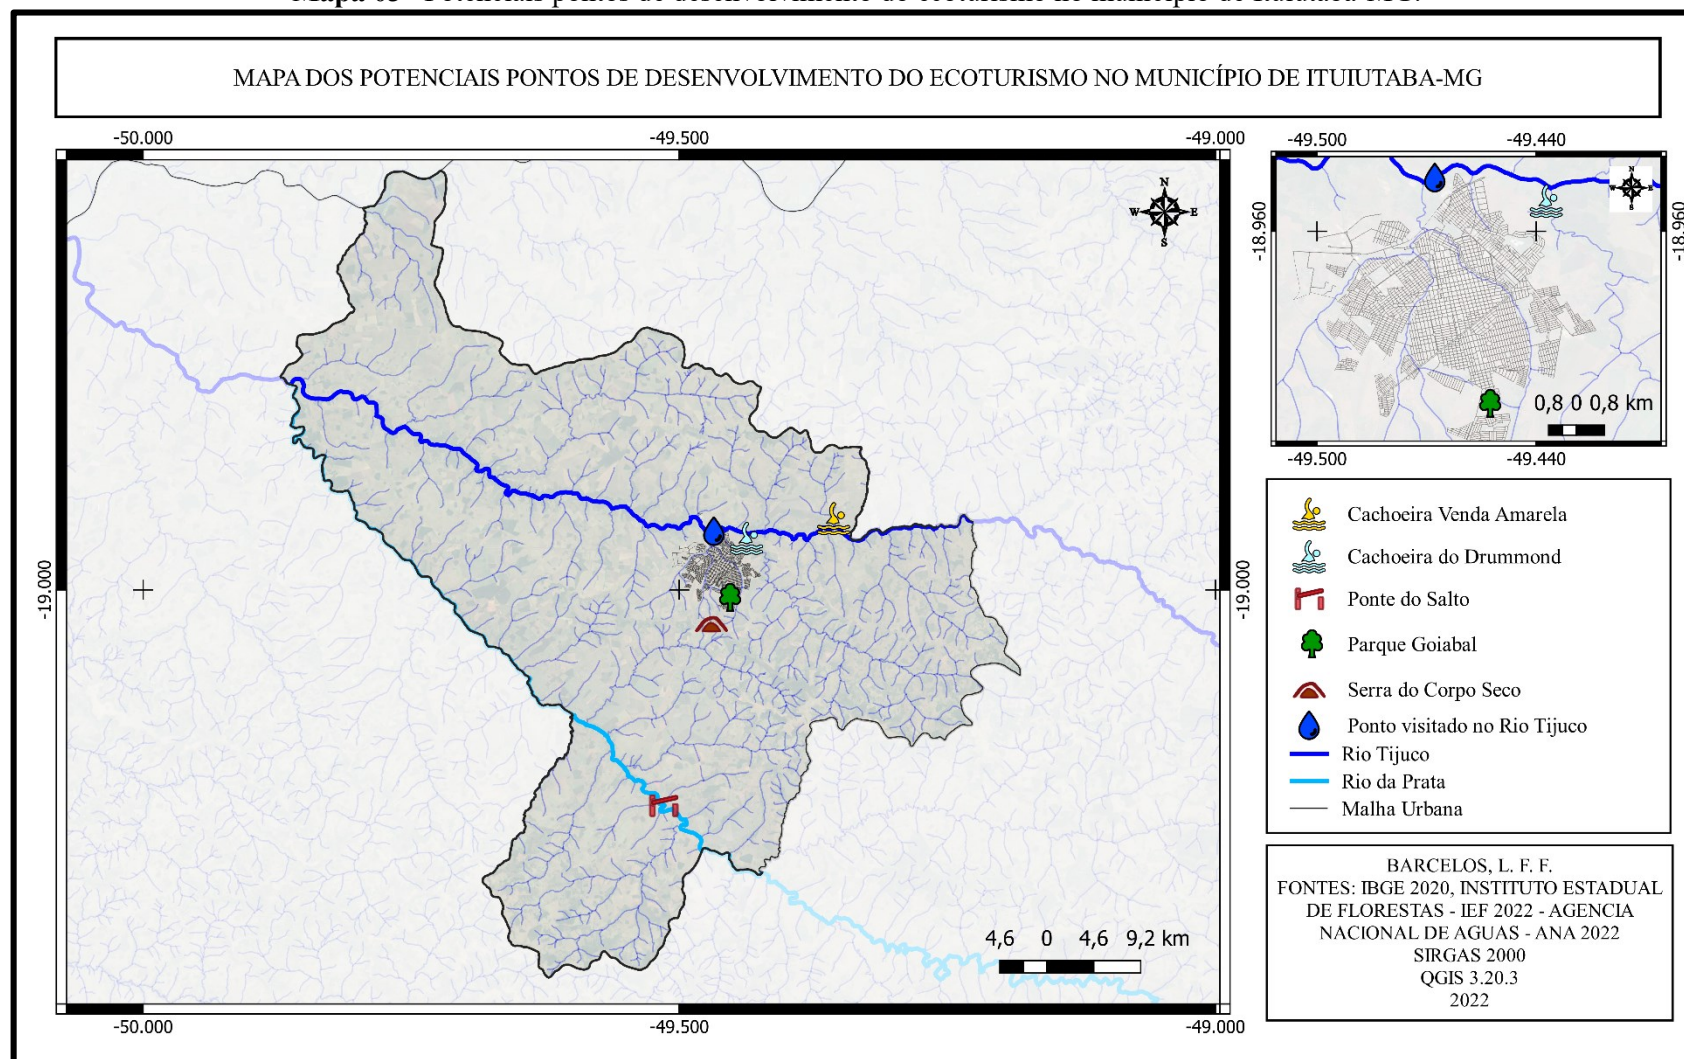 MAPA DOS POTENCIAIS PONTOS DE DESENVOLVIMENTO DO ECOTURISMO NO MUNICÍPIO DE ITUIUTABA-MG
-50.000 -49.500 -49.000
-19.000 -19.000
N
W E
S
4,6 0 4,6 9,2 km
-50.000 -49.500 -49.000
-49.500 -49.440
-18.960 -18.960
N
W E
S
0,8 0 0,8 km
-49.500 -49.440
Cachoeira Venda Amarela
Cachoeira do Drummond
Ponte do Salto
Parque Goiabal
Serra do Corpo Seco
Ponto visitado no Rio Tijuco
Rio Tijuco
Rio da Prata
Malha Urbana
BARCELOS, L. F. F.
FONTES: IBGE 2020, INSTITUTO ESTADUAL
DE FLORESTAS - IEF 2022 - AGENCIA
NACIONAL DE AGUAS - ANA 2022
SIRGAS 2000
QGIS 3.20.3
2022